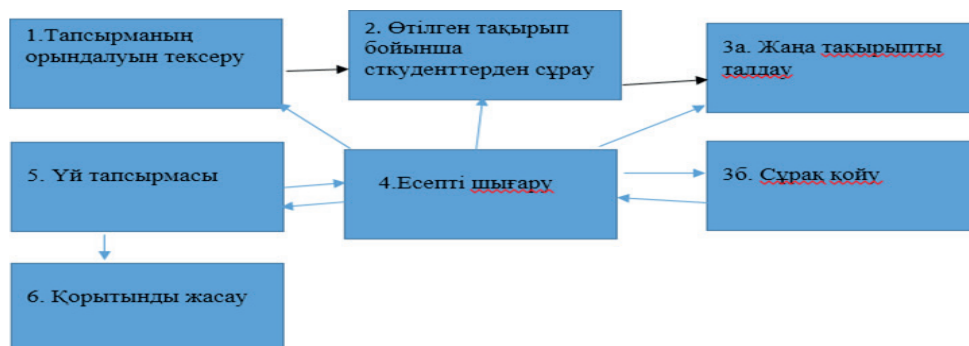 1.Тапсырманың
орындалуын тексеру
2. Өтілген тақырып
бойынша
сткуденттерден сұрау
3а. Жаңа тақырыпты
талдау
5. Үй тапсырмасы
4.Есепті шығару
3б. Сұрақ қою
6. Қорытынды жасау